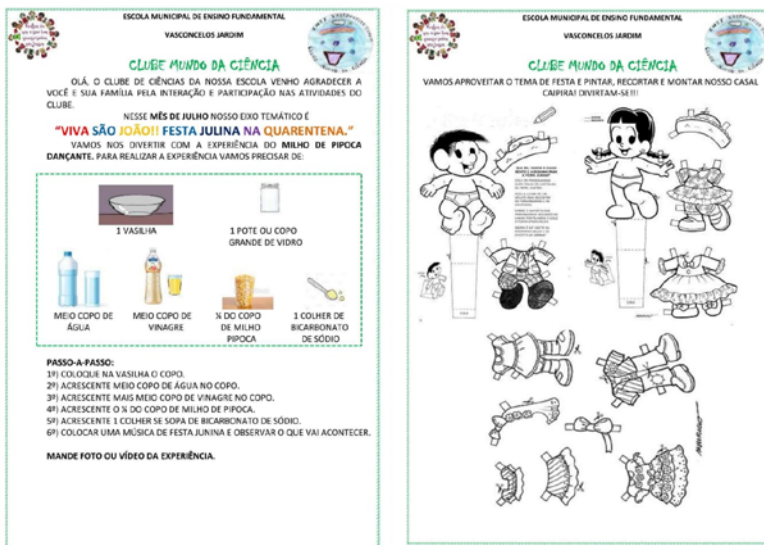 ESCOLA MUNICIPAL DE ENSINO FUNDAMENTAL
VASCONCELOS JARDIM
CLUBE MUNDO DA CIÊNCIA
OLÁ, O CLUBE DE CIÊNCIAS DA NOSSA ESCOLA VENHO AGRADECER A
VOCÊ E SUA FAMÍLIA PELA INTERAÇÃO E PARTICIPAÇÃO NAS ATIVIDADES DO
CLUBE.
NESSE MÊS DE JULHO NOSSO EIXO TEMÁTICO É
"VIVA SÃO JOÃO!! FESTA JULINA NA QUARENTENA."
VAMOS NOS DIVERTIR COM A EXPERIÊNCIA DO MILHO DE PIPOCA
DANÇANTE. PARA REALIZAR A EXPERIÊNCIA VAMOS PRECISAR DE:
1 VASILHA
1 POTE OU COPO
GRANDE DE VIDRO
MEIO COPO DE
ÁGUA
MEIO COPO DE
VINAGRE
DO COPO
DE MILHO
PIPOCA
1 COLHER DE
BICARBONATO
DE SÓDIO
PASSO-A-PASSO:
1º) COLOQUE NA VASILHA O COPO.
2º) ACRESCENTE MEIO COPO DE ÁGUA NO COPO.
3º) ACRESCENTE MAIS MEIO COPO DE VINAGRE NO COPO.
4º) ACRESCENTE O DO COPO DE MILHO DE PIPOCA.
5º) ACRESCENTE 1 COLHER SE SOPA DE BICARBONATO DE SÓDIO.
6º) COLOCAR UMA MÚSICA DE FESTA JUNINA E OBSERVAR O QUE VAI ACONTECER.
MANDE FOTO OU VÍDEO DA EXPERIÊNCIA.
ESCOLA MUNICIPAL DE ENSINO FUNDAMENTAL
VASCONCELOS JARDIM
CLUBE MUNDO DA CIÊNCIA
VAMOS APROVEITAR O TEMA DE FESTA E PINTAR, RECORTAR E MONTAR NOSSO CASAL
CAIPIRA! DIVIRTAM-SE!!!